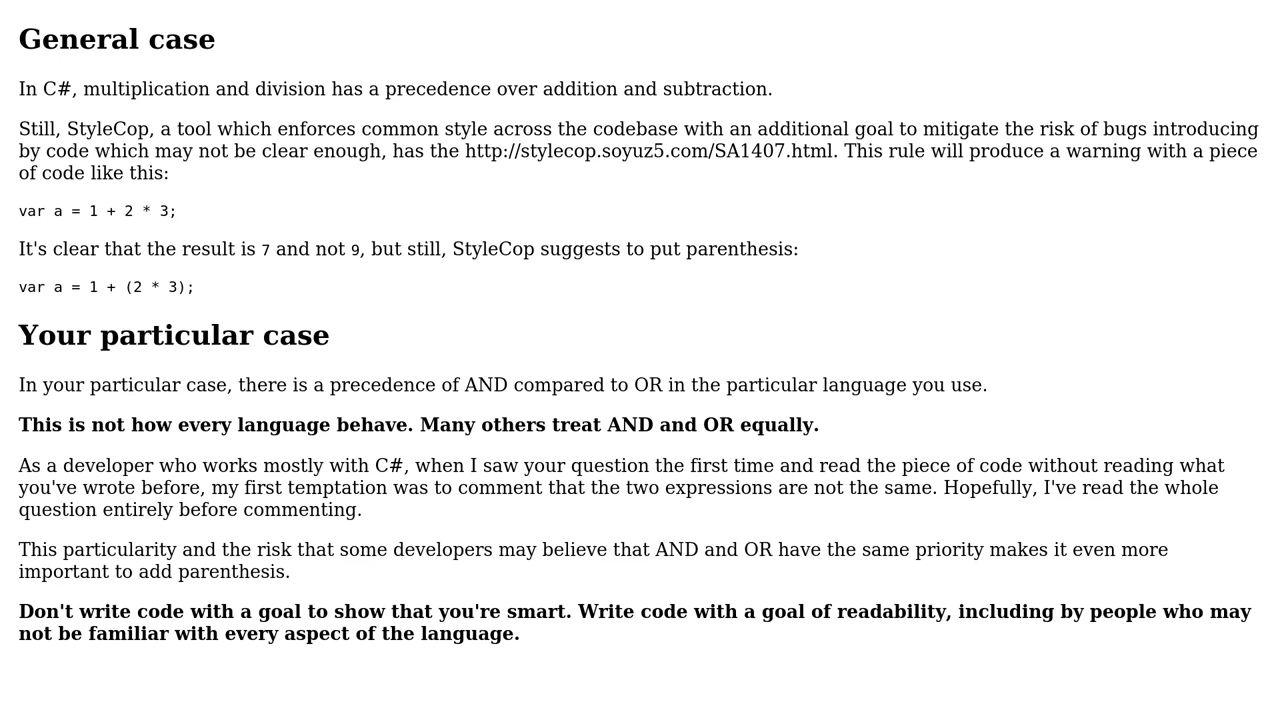 General case
In C#, multiplication and division has a precedence over addition and subtraction.
Still, StyleCop, a tool which enforces common style across the codebase with an additional goal to mitigate the risk of bugs introducing
by code which may not be clear enough, has the http://stylecop.soyuz5.com/SA1407.html. This rule will produce a warning with a piece
of code like this:
var a = 1 + 2 * 3;
It's clear that the result is 7 and not 9, but still, StyleCop suggests to put parenthesis:
var a = 1 + (2 * 3);
Your particular case
In your particular case, there is a precedence of AND compared to OR in the particular language you use.
This is not how every language behave. Many others treat AND and OR equally.
As a developer who works mostly with C#, when I saw your question the first time and read the piece of code without reading what
you've wrote before, my first temptation was to comment that the two expressions are not the same. Hopefully, I've read the whole
question entirely before commenting.
This particularity and the risk that some developers may believe that AND and OR have the same priority makes it even more
important to add parenthesis.
Don't write code with a goal to show that you're smart. Write code with a goal of readability, including by people who may
not be familiar with every aspect of the language.